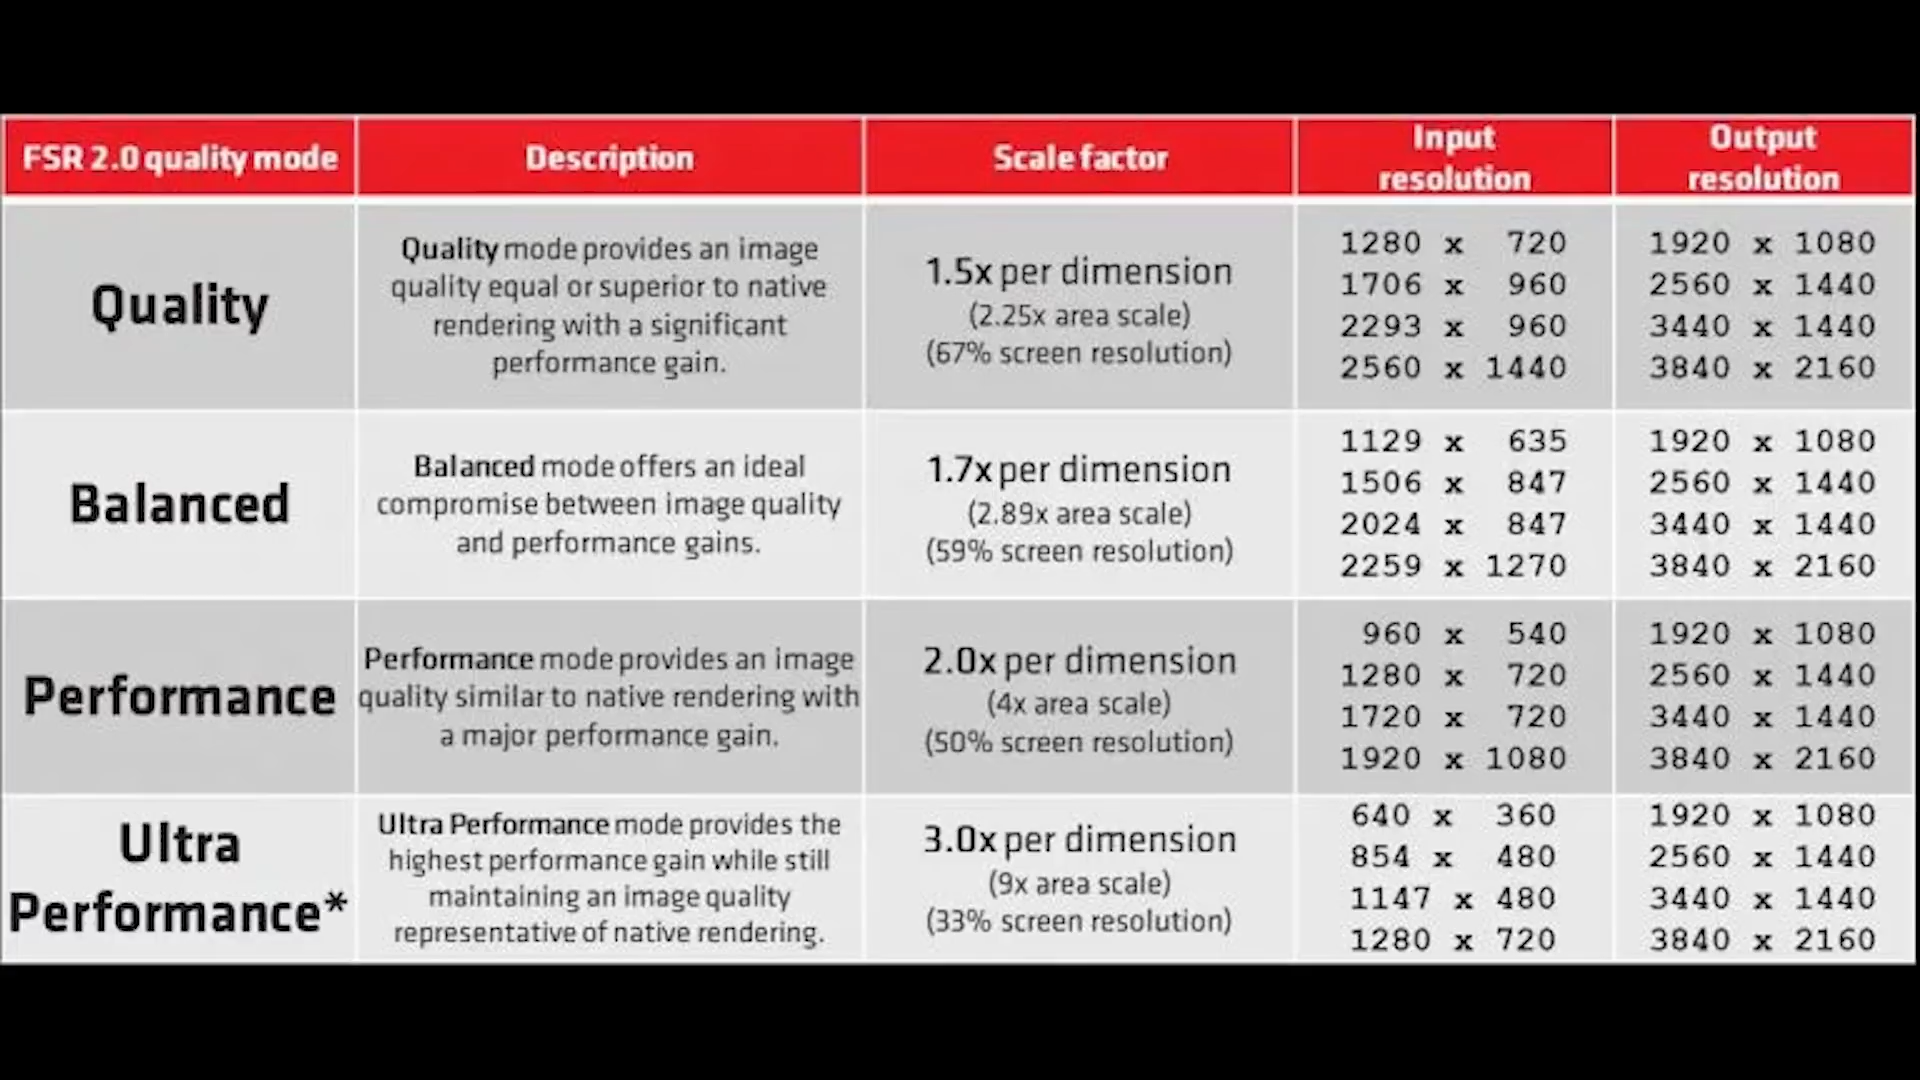 FSR 2.0 quality mode
Description
Scale factor
Input
resolution
Output
resolution
Quality
Quality mode provides an image
quality equal or superior to native
rendering with a significant
performance gain.
1.5x per dimension
(2.25x area scale)
(67% screen resolution)
1280 x 720
1706 x 960
2293 x 960
2560 x 1440
1920 x 1080
2560 x 1440
3440 x 1440
3840 x 2160
Balanced
Balanced mode offers an ideal
compromise between image quality
and performance gains.
1.7x per dimension
(2.89x area scale)
(59% screen resolution)
1129 x 635
1506 x 847
2024 x 847
2259 x 1270
1920 x 1080
2560 x 1440
3440 x 1440
3840 x 2160
Performance
Performance mode provides an image
quality similar to native rendering with
a major performance gain.
2.0x per dimension
(4x area scale)
(50% screen resolution)
960 x 540
1280 x 720
1720 x 720
1920 x 1080
1920 x 1080
2560 x 1440
3440 x 1440
3840 x 2160
Ultra
Performance*
Ultra Performance mode provides the
highest performance gain while still
maintaining an image quality
representative of native rendering.
3.0x per dimension
(9x area scale)
(33% screen resolution)
640 x 360
854 x 480
1147 x 480
1280 x 720
1920 x 1080
2560 x 1440
3440 x 1440
3840 x 2160